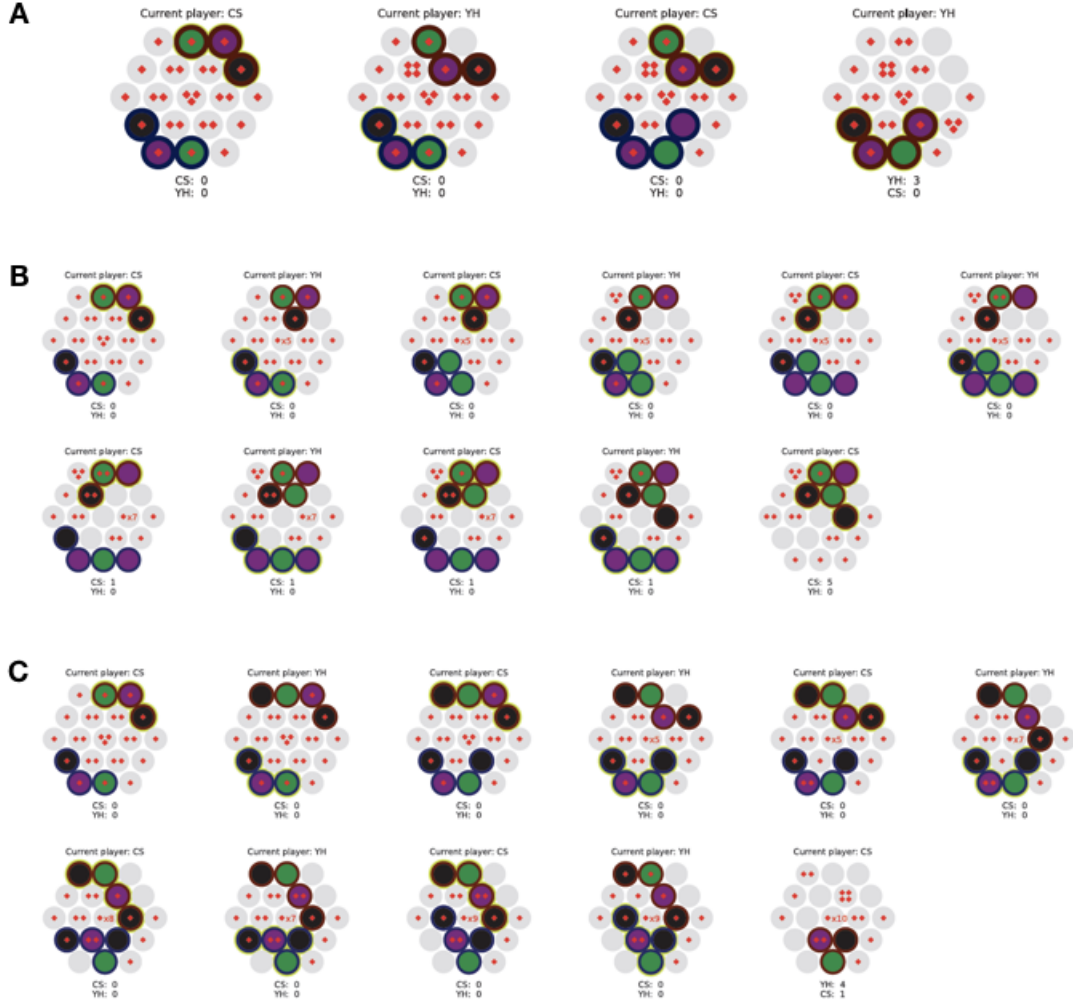 A
Current player: CS
CS: 0
YH: 0
Current player: YH
CS: 0
YH: 0
Current player: CS
CS: 0
YH: 0
Current player: YH
YH: 3
CS: 0
B
Current player: CS
CS: 0
YH: 0
Current player: YH
x5
CS: 0
YH: 0
Current player: CS
x5
CS: 0
YH: 0
Current player: YH
x5
CS: 0
YH: 0
Current player: CS
x5
CS: 0
YH: 0
Current player: YH
x5
CS: 0
YH: 0
Current player: CS
x7
CS: 1
YH: 0
Current player: YH
x7
CS: 1
YH: 0
Current player: CS
x7
CS: 1
YH: 0
Current player: YH
CS: 1
YH: 0
Current player: CS
CS: 5
YH: 0
C
Current player: CS
CS: 0
YH: 0
Current player: YH
CS: 0
YH: 0
Current player: CS
CS: 0
YH: 0
Current player: YH
x5
CS: 0
YH: 0
Current player: CS
x5
CS: 0
YH: 0
Current player: YH
x7
CS: 0
YH: 0
Current player: CS
x8
CS: 0
YH: 0
Current player: YH
x7
CS: 0
YH: 0
Current player: CS
x9
CS: 0
YH: 0
Current player: YH
x9
CS: 0
YH: 0
Current player: CS
x10
YH: 4
CS: 1